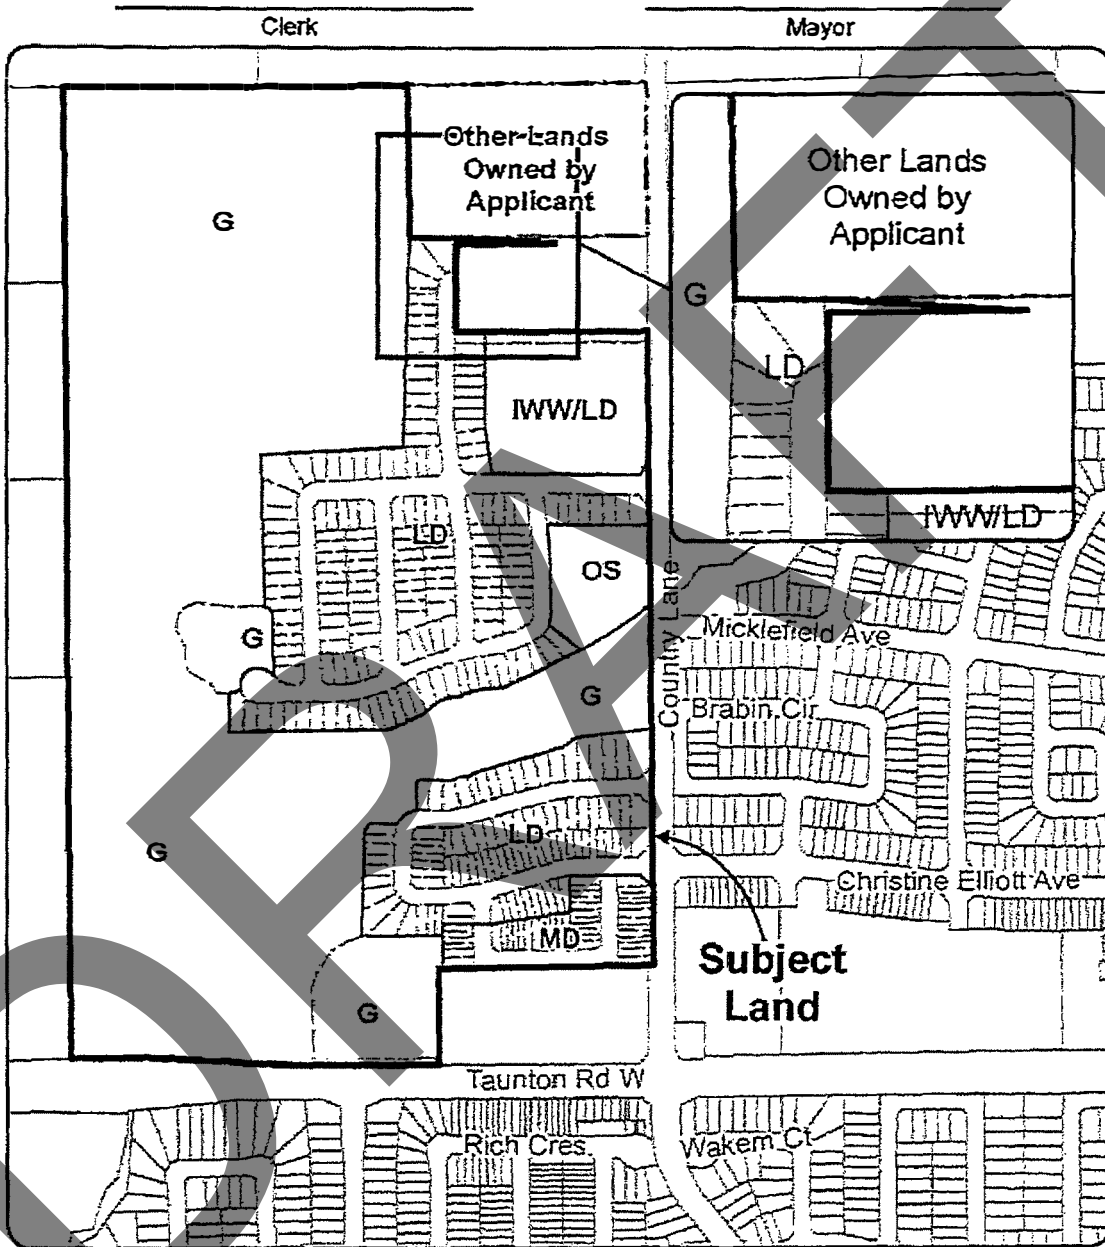 Clerk
Mayor
Other Lands
Owned by
Applicant
G
Other Lands
Owned by
Applicant
G
LD
IWW/LD
IWW/LD
LD
OS
G
G
Country Lane
Micklefield Ave
Brabin Cir
LD
G
Christine Elliott Ave
MD
Subject
Land
G
Taunton Rd W
Rich Cres
Wakem Ct
DRAFT